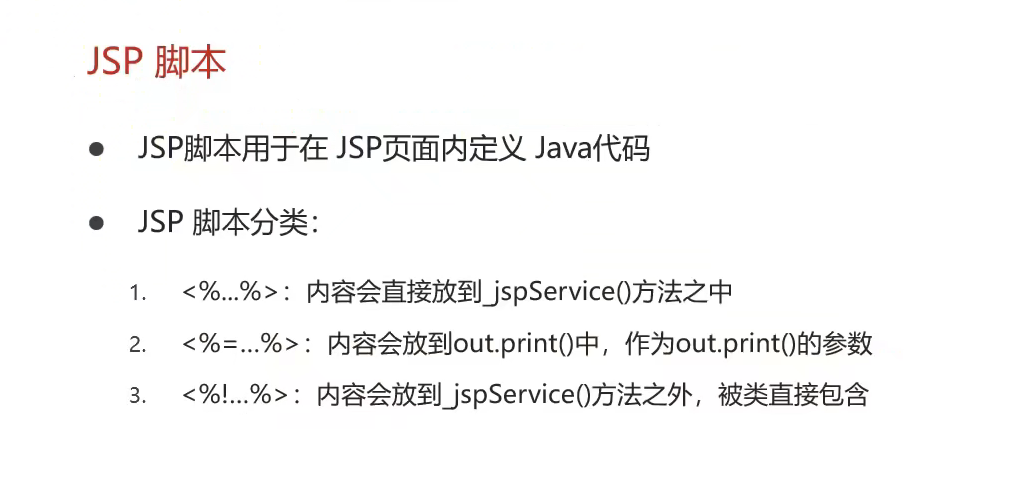 JSP 脚本
● JSP脚本用于在 JSP页面内定义 Java代码
● JSP 脚本分类：
1. <%...%>：内容会直接放到_jspService()方法之中
2. <%=…%>：内容会放到out.print()中，作为out.print()的参数
3. <%!…%>：内容会放到_jspService()方法之外，被类直接包含